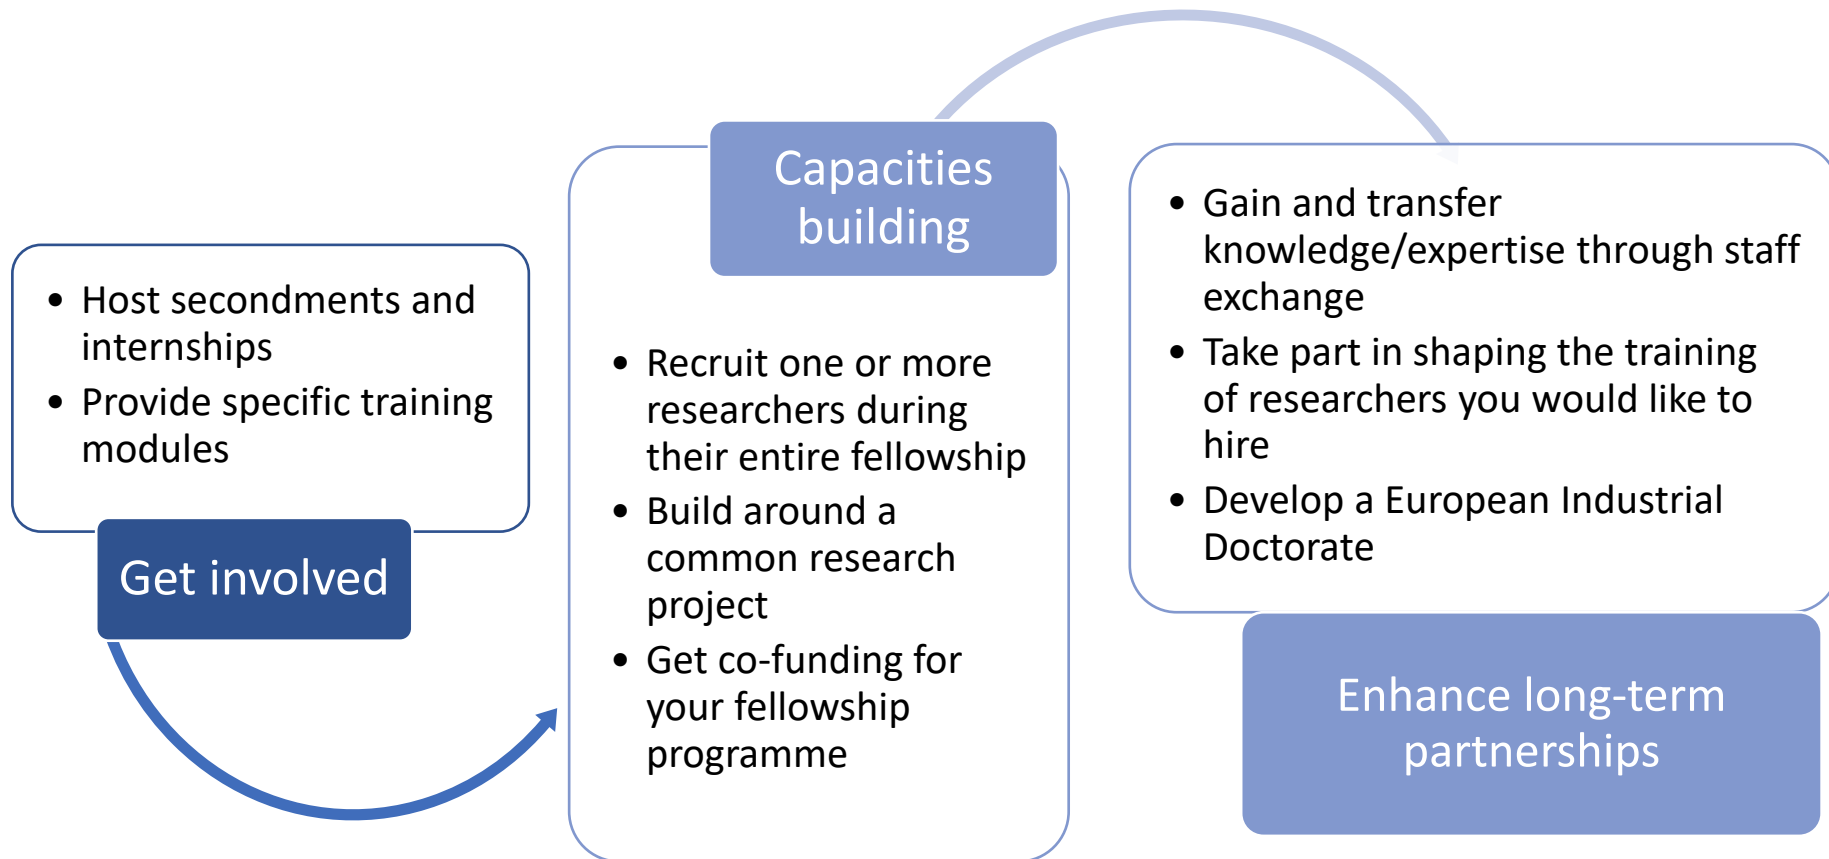 • Host secondments and
internships
• Provide specific training
modules
Get involved
Capacities
building
• Recruit one or more
researchers during
their entire fellowship
• Build around a
common research
project
• Get co-funding for
your fellowship
programme
• Gain and transfer
knowledge/expertise through staff
exchange
• Take part in shaping the training
of researchers you would like to
hire
• Develop a European Industrial
Doctorate
Enhance long-term
partnerships